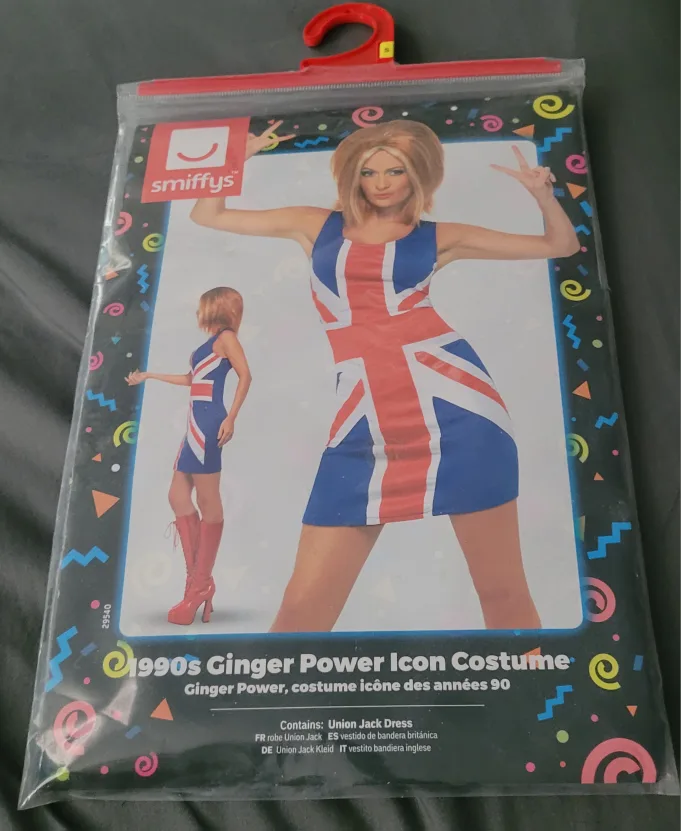 smiffys
29540
1990s Ginger Power Icon Costume
Ginger Power, costume icône des années 90
Contains: Union Jack Dress
FR robe Union Jack ES vestido de bandera británica
DE Union Jack Kleid IT vestito bandiera inglese